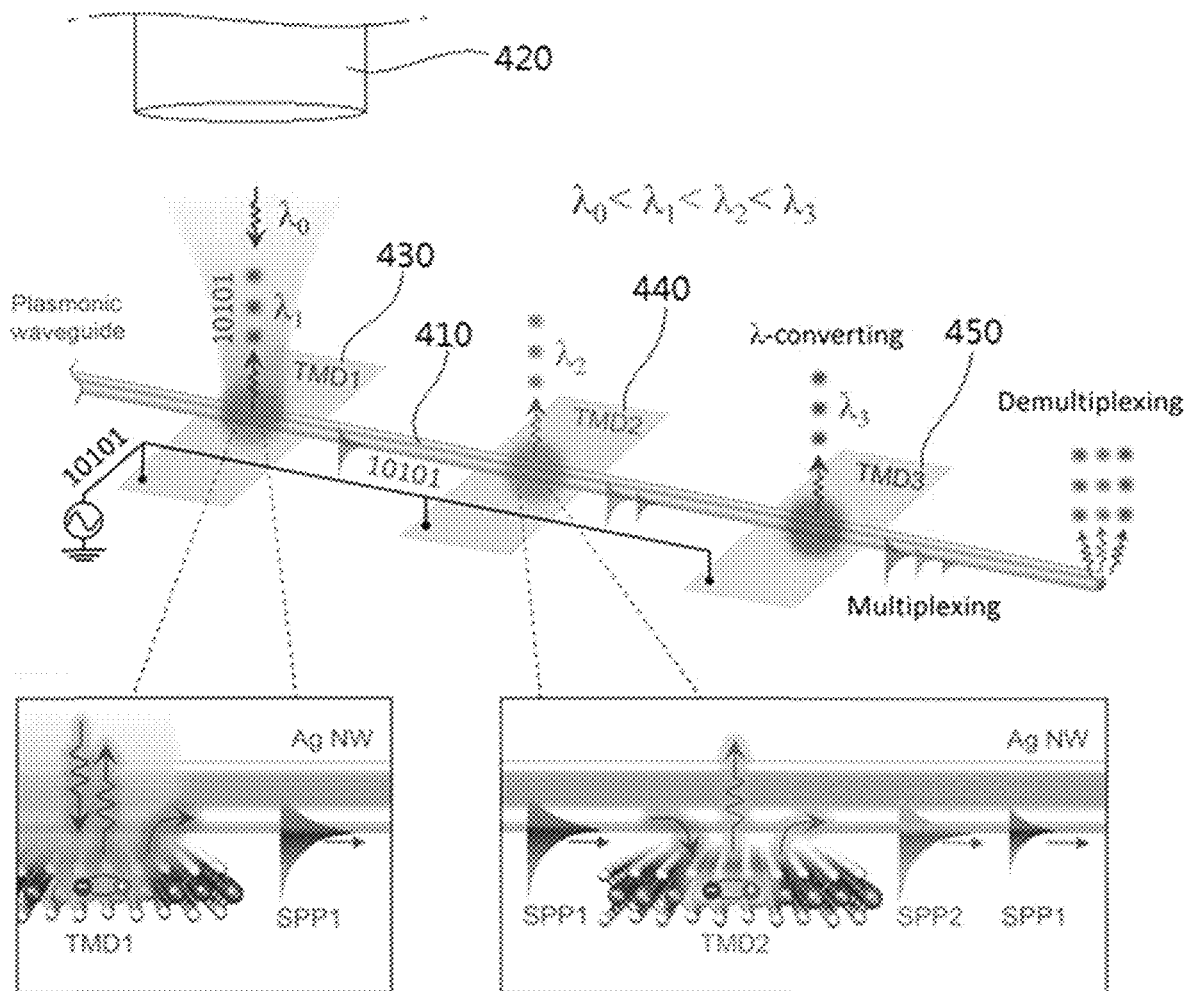 420
λ0
λ0 < λ1 < λ2 < λ3
430
440
Plasmonic
waveguide
10101
λ1
410
λ2
λ-converting
450
TMD1
TMD2
λ3
Demultiplexing
10101
10101
TMD3
Multiplexing
Ag NW
Ag NW
SPP1
TMD1
SPP1
TMD2
SPP2
SPP1